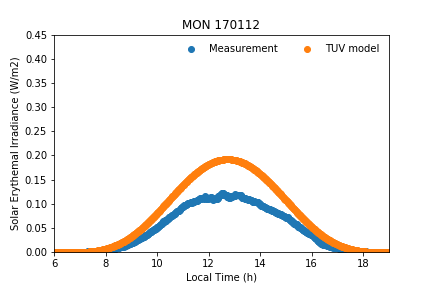 MON 170112
Measurement
TUV model
Solar Erythemal Irradiance (W/m2)
0.45
0.40
0.35
0.30
0.25
0.20
0.15
0.10
0.05
0.00
6 8 10 12 14 16 18
Local Time (h)